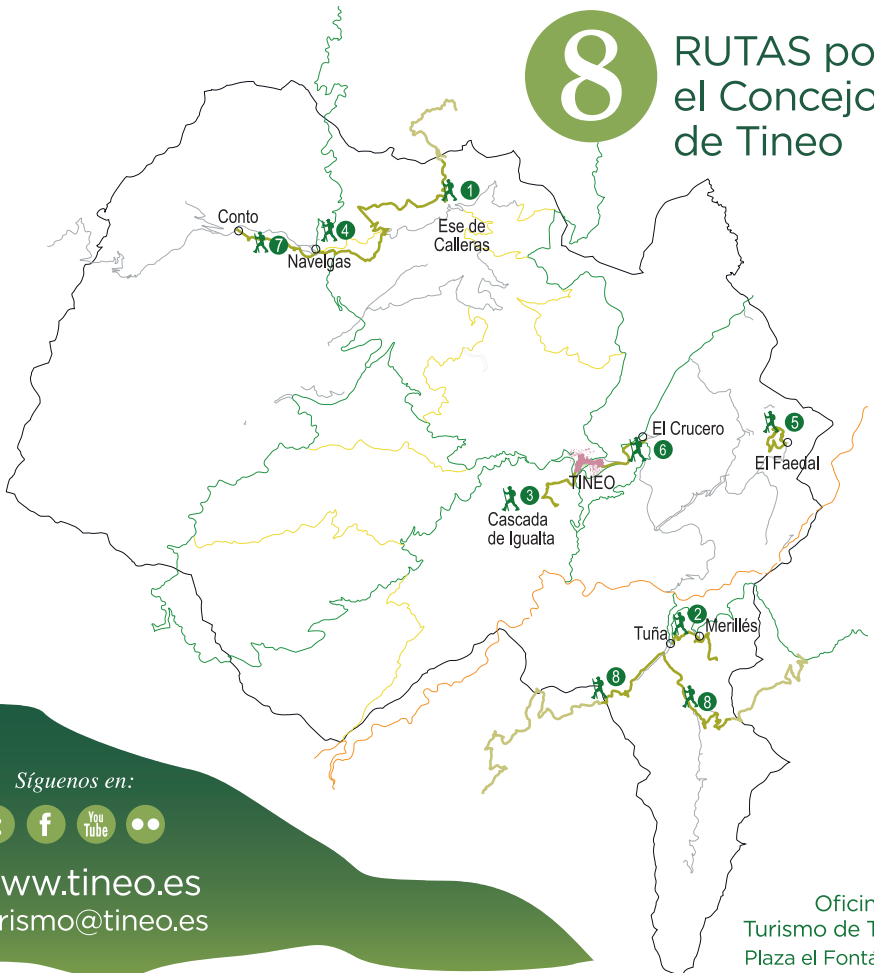 8
RUTAS po
el Concejo
de Tineo
1
Ese de
Calleras
Conto
7
4
Navelgas
El Crucero
6
5
El Faedal
TINEO
3
Cascada
de Igualta
2
Tuña
Merillés
8
8
Síguenos en:
f
You
Tube
ww.tineo.es
rismo@tineo.es
Oficin
Turismo de T
Plaza el Fontá